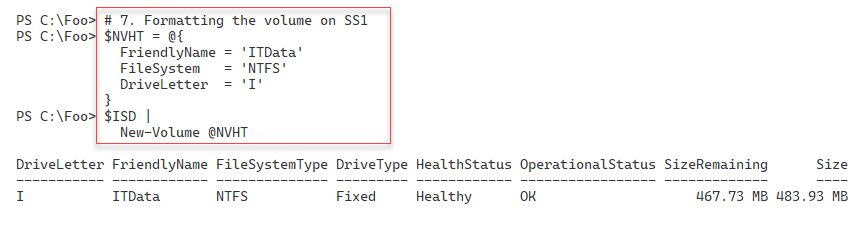 PS C:\Foo> # 7. Formatting the volume on SS1
PS C:\Foo> $NVHT = @{
  FriendlyName = 'ITData'
  FileSystem   = 'NTFS'
  DriveLetter  = 'I'
}
PS C:\Foo> $ISD |
  New-Volume @NVHT
DriveLetter FriendlyName FileSystemType DriveType HealthStatus OperationalStatus SizeRemaining      Size
----------- ------------ -------------- --------- ------------ ----------------- -------------      ----
I           ITData       NTFS           Fixed     Healthy      OK                    467.73 MB 483.93 MB